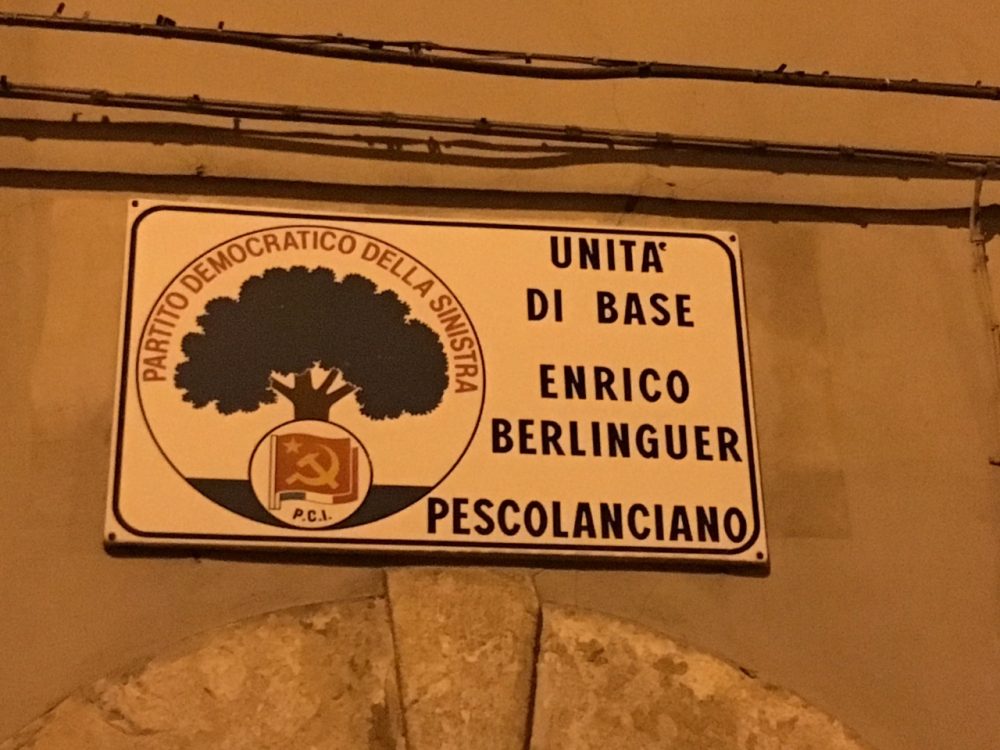 PARTITO DEMOCRATICO DELLA SINISTRA
P.C.I.
UNITA'
DI BASE
ENRICO
BERLINGUER
PESCOLANCIANO